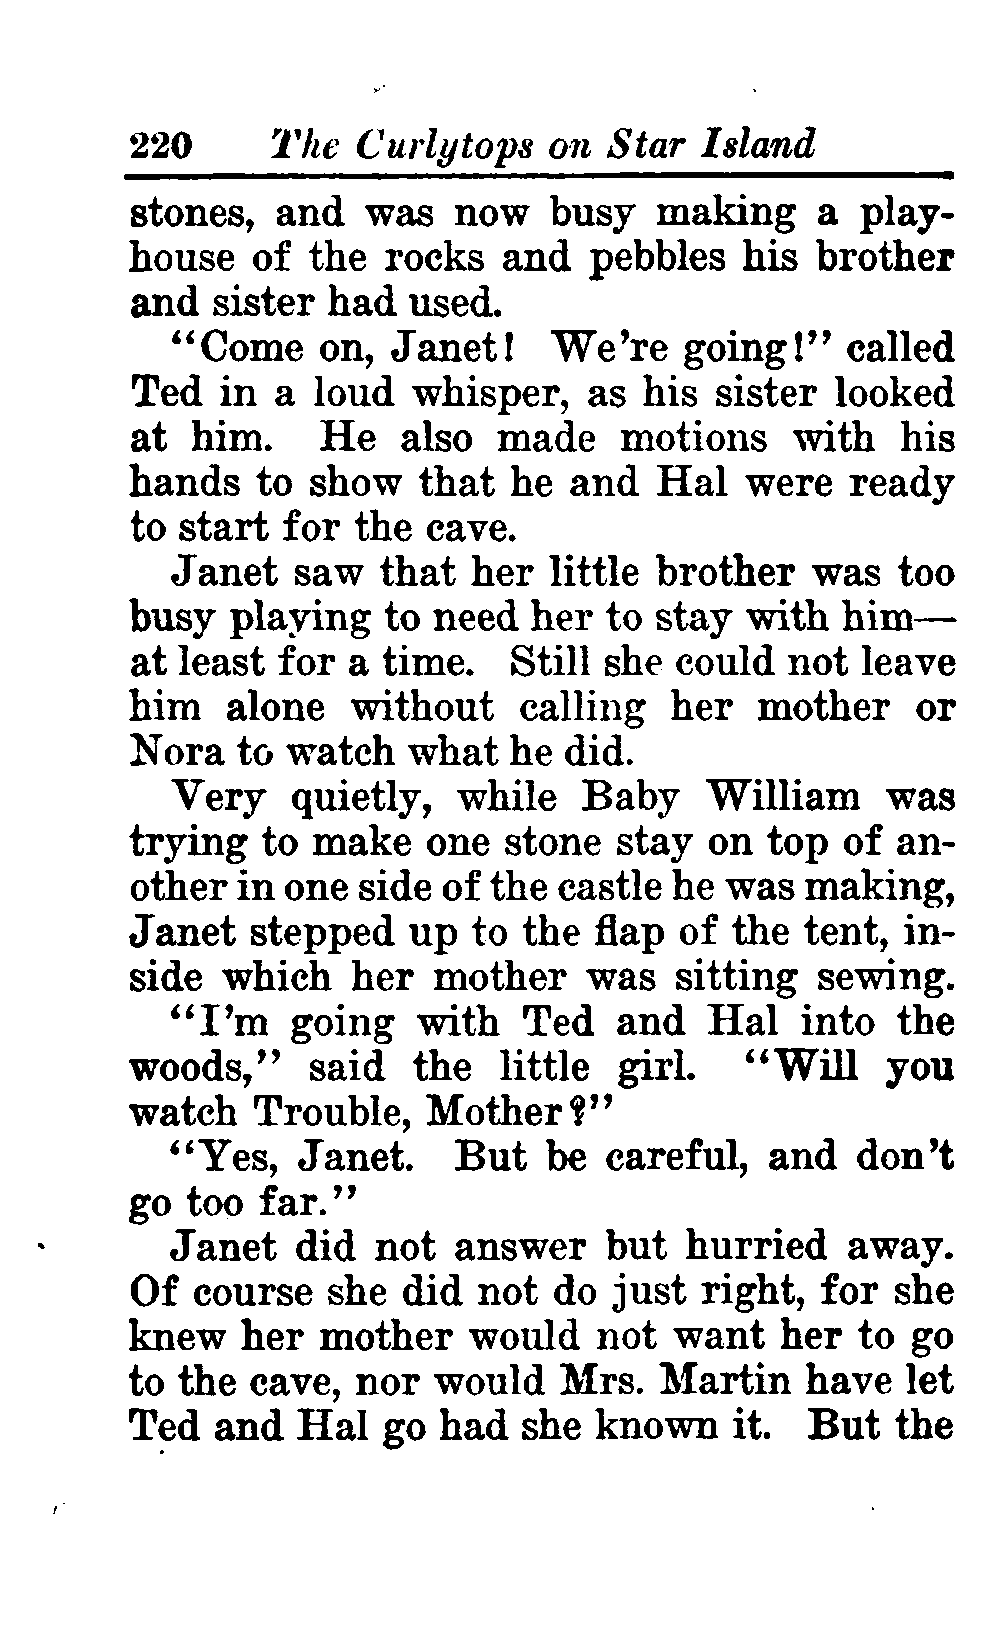 220 The Curlytops on Star Island
stones, and was now busy making a play-
house of the rocks and pebbles his brother
and sister had used.
“Come on, Janet! We’re going!” called
Ted in a loud whisper, as his sister looked
at him. He also made motions with his
hands to show that he and Hal were ready
to start for the cave.
Janet saw that her little brother was too
busy playing to need her to stay with him—
at least for a time. Still she could not leave
him alone without calling her mother or
Nora to watch what he did.
Very quietly, while Baby William was
trying to make one stone stay on top of an-
other in one side of the castle he was making,
Janet stepped up to the flap of the tent, in-
side which her mother was sitting sewing.
“I’m going with Ted and Hal into the
woods,” said the little girl. “Will you
watch Trouble, Mother?”
“Yes, Janet. But be careful, and don’t
go too far.”
Janet did not answer but hurried away.
Of course she did not do just right, for she
knew her mother would not want her to go
to the cave, nor would Mrs. Martin have let
Ted and Hal go had she known it. But the